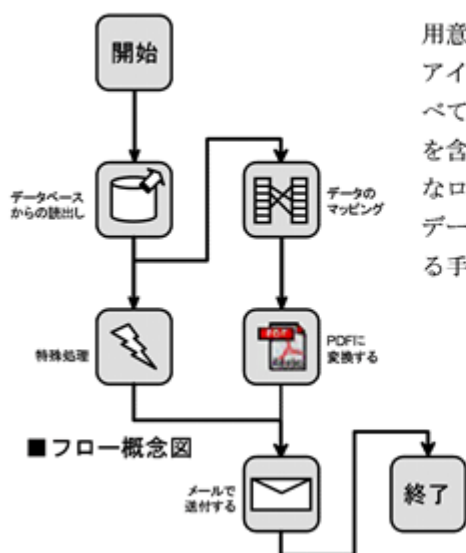 開始
データベース
からの読出し
データの
マッピング
特殊処理
PDF
Adobe
PDFに
変換する
■フロー概念図
メールで
送付する
終了
用意
アイ
べて
を含
なロ
デー
る手